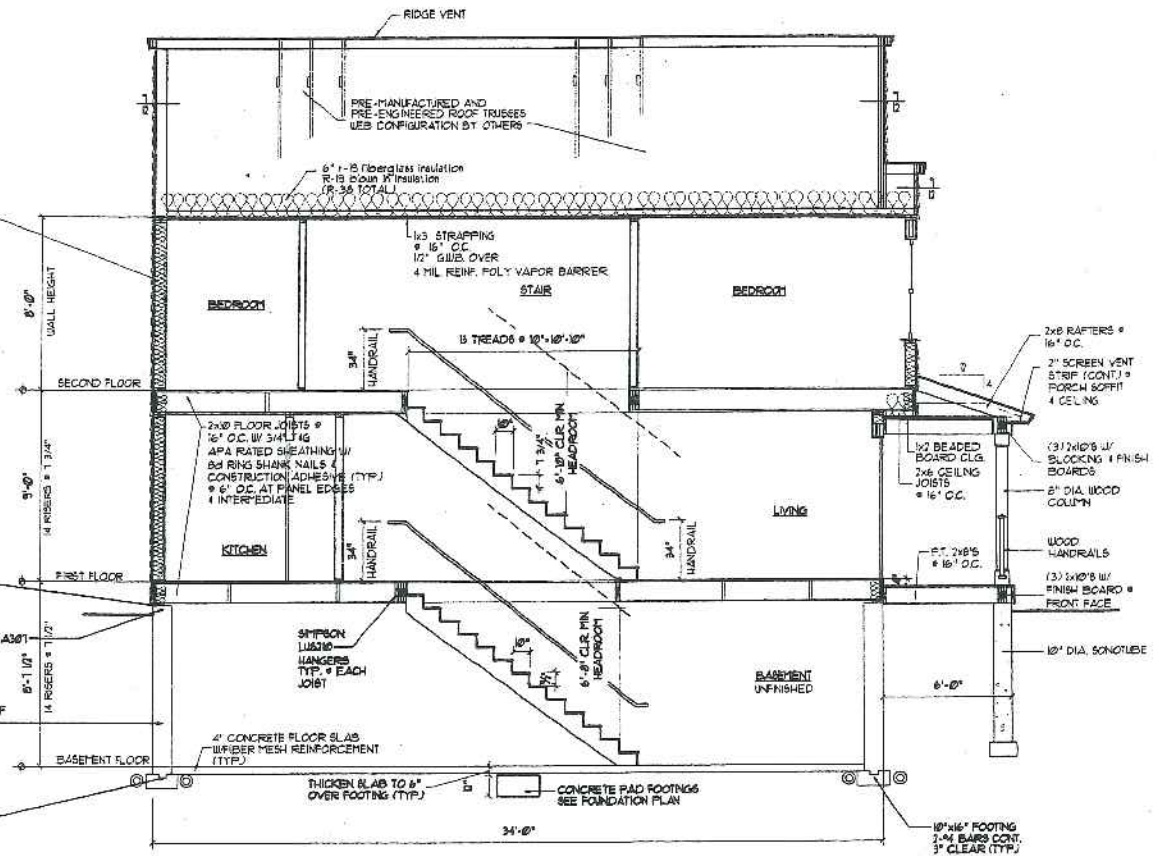 RIDGE VENT
PRE-MANUFACTURED AND
PRE-ENGINEERED ROOF TRUSSES
WEB CONFIGURATION BY OTHERS
12
12
12
6" r-19 fiberglass insulation
R-19 blown in insulation
(R-38 TOTAL)
1x3 STRAPPING
@ 16" O.C.
1/2" GWB. OVER
4 MIL REINF. POLY VAPOR BARRER
8'-0"
WALL HEIGHT
BEDROOM
STAIR
BEDROOM
34"
HANDRAIL
13 TREADS @ 10"=10'-10"
SECOND FLOOR
4
2x8 RAFTERS @
16" O.C.
2" SCREEN VENT
STRIP (CONT.) @
PORCH SOFFIT
& CEILING
2x10 FLOOR JOISTS @
16" O.C. W/ 3/4" T&G
APA RATED SHEATHING W/
8d RING SHANK NAILS &
CONSTRUCTION ADHESIVE (TYP.)
@ 6" O.C. AT PANEL EDGES
& INTERMEDIATE
10"
7 3/4"
6'-10" CLR. MIN.
HEADROOM
1x2 BEADED
BOARD CLG.
2x6 CEILING
JOISTS
@ 16" O.C.
(3) 2x10'S W/
BLOCKING & FINISH
BOARDS
8" DIA. WOOD
COLUMN
9'-0"
14 RISERS @ 7 3/4"
KITCHEN
34"
HANDRAIL
34"
HANDRAIL
LIVING
P.T. 2x8'S
@ 16" O.C.
WOOD
HANDRAILS
(3) 2x10'S W/
FINISH BOARD @
FRONT FACE
FIRST FLOOR
A307
8'-7 1/2"
14 RISERS @ 7 1/2"
SIMPSON
LUS210
HANGERS
TYP. @ EACH
JOIST
10"
6'-8" CLR. MIN.
HEADROOM
BASEMENT
UNFINISHED
6'-0"
10" DIA. SONOTUBE
F
BASEMENT FLOOR
4" CONCRETE FLOOR SLAB
W/FIBER MESH REINFORCEMENT
(TYP.)
THICKEN SLAB TO 6"
OVER FOOTING (TYP.)
12"
CONCRETE PAD FOOTINGS
SEE FOUNDATION PLAN
34'-0"
10"x16" FOOTING
2-#4 BARS CONT.
3" CLEAR (TYP.)